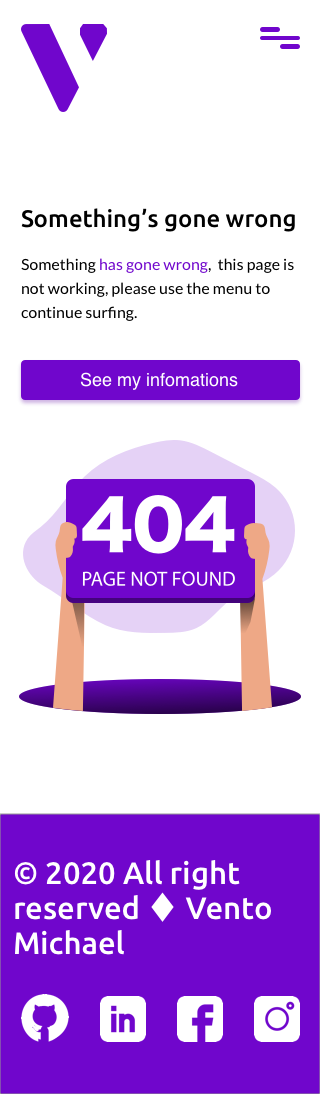 Something's gone wrong
Something has gone wrong,  this page is
not working, please use the menu to
continue surfing.
See my infomations
404
PAGE NOT FOUND
© 2020 All right
reserved ♦ Vento
Michael